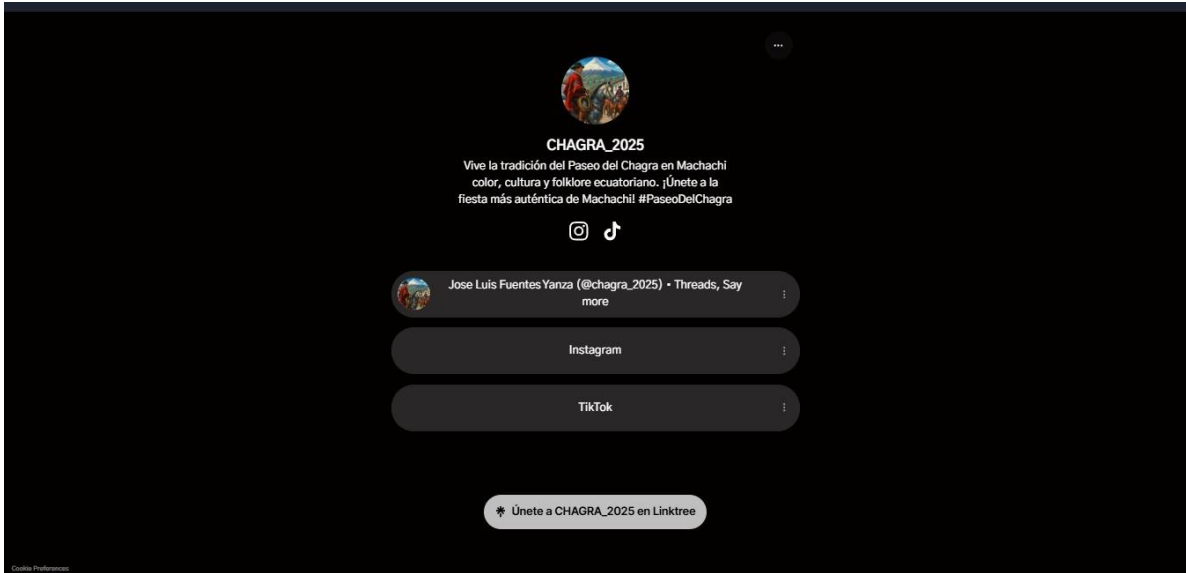 CHAGRA_2025
Vive la tradición del Paseo del Chagra en Machachi
color, cultura y folklore ecuatoriano. ¡Únete a la
fiesta más auténtica de Machachi! #PaseoDelChagra
Jose Luis Fuentes Yanza (@chagra_2025) • Threads, Say
more
Instagram
TikTok
Únete a CHAGRA_2025 en Linktree
Cookie Preferences